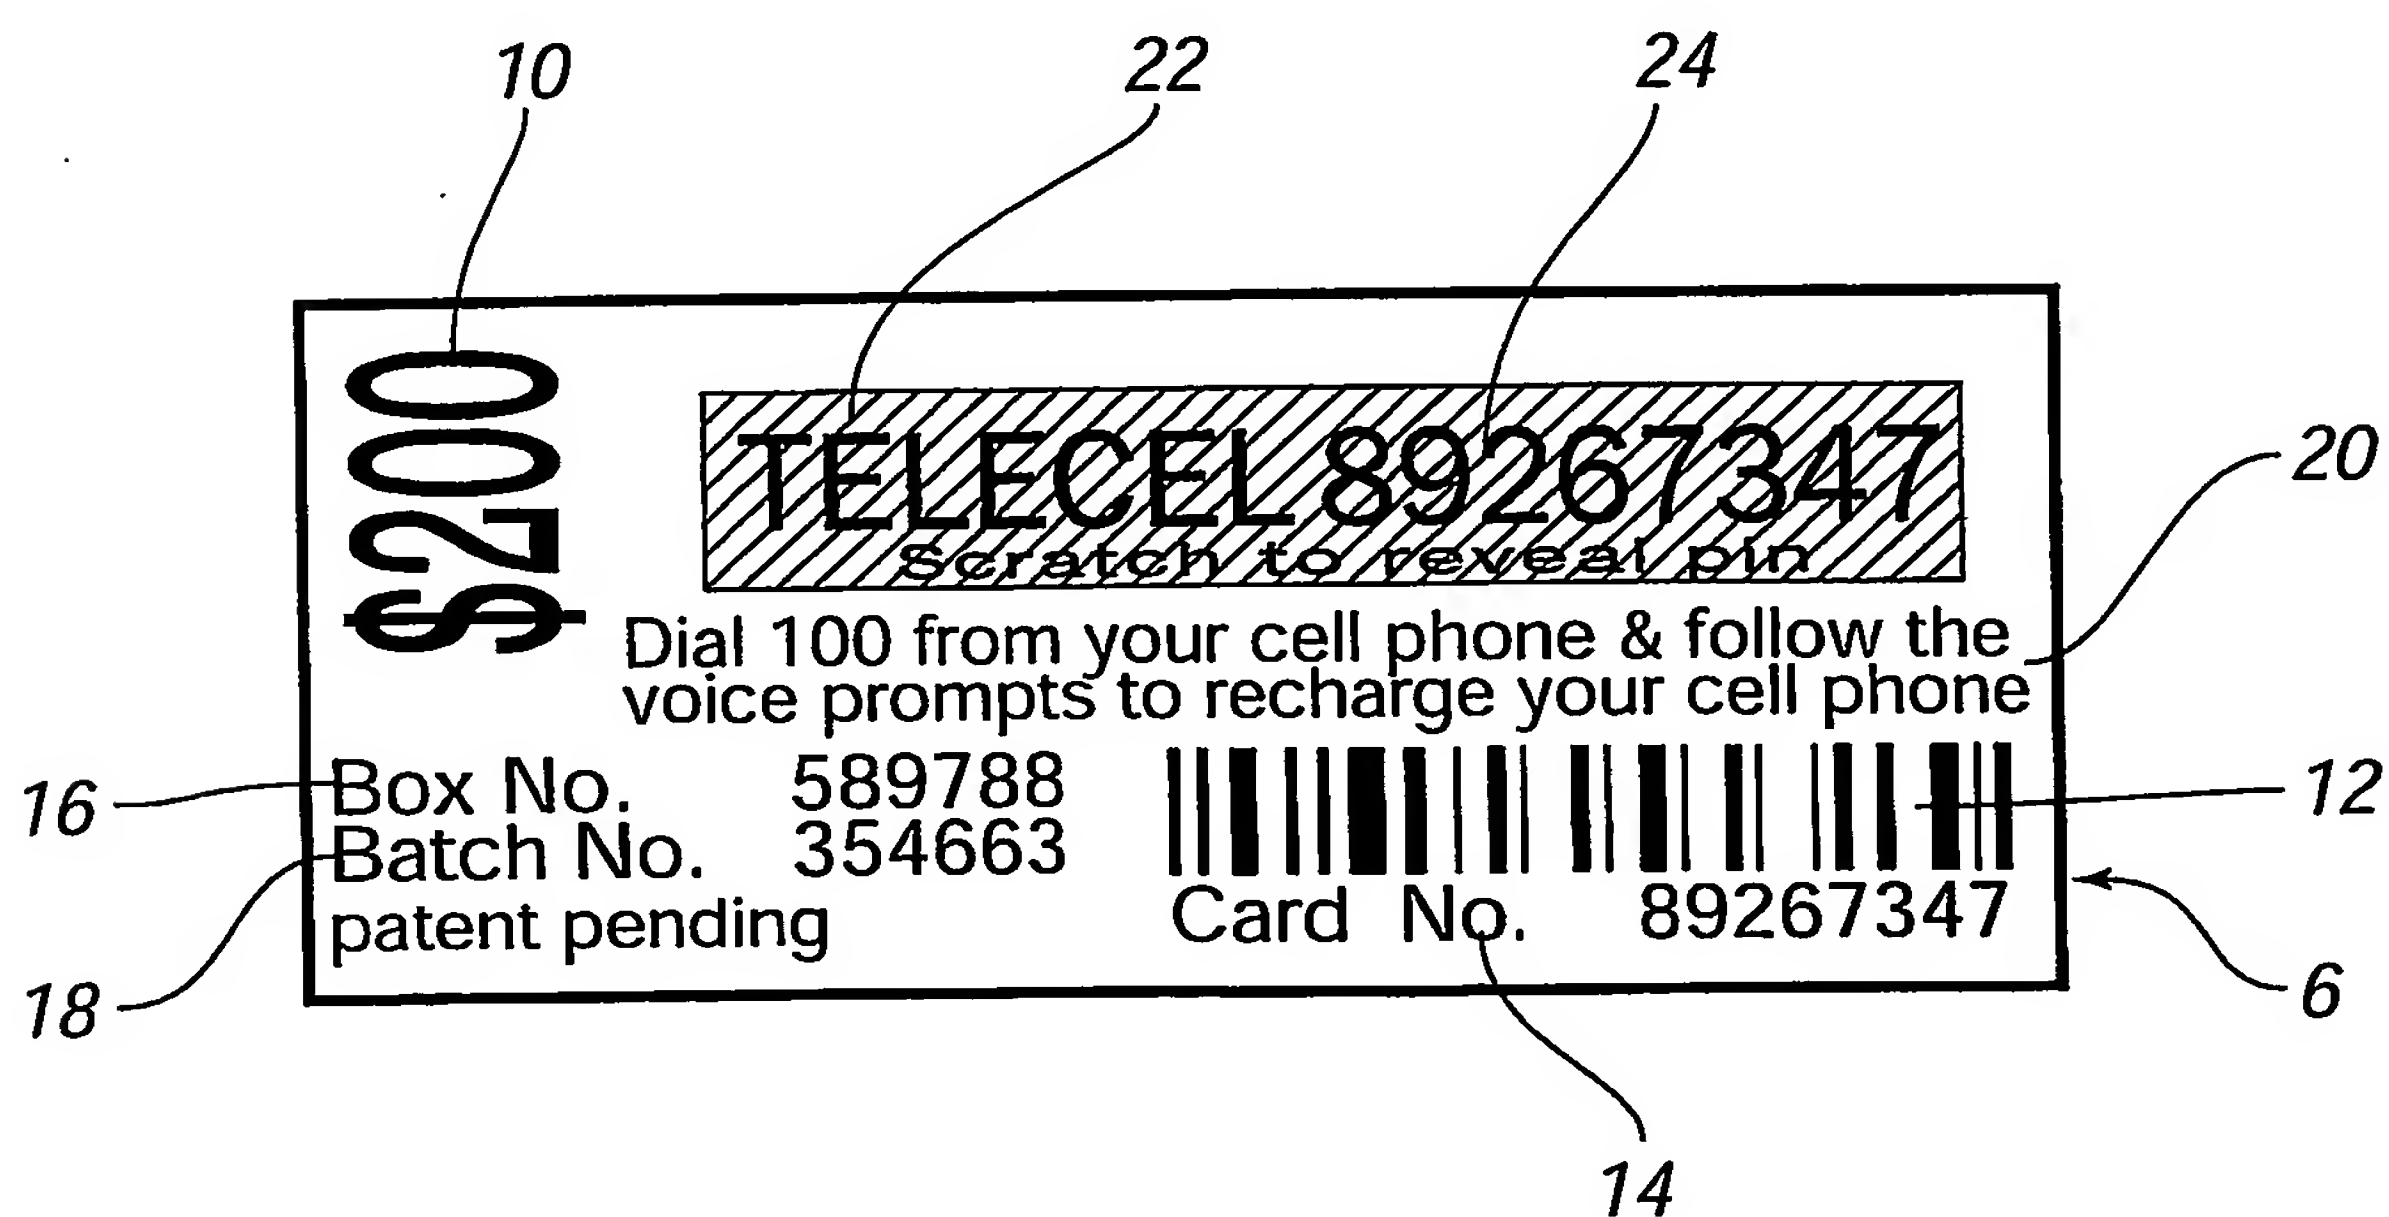 10
22
24
$200
TELECEL 89267347
Scratch to reveal pin
20
Dial 100 from your cell phone & follow the
voice prompts to recharge your cell phone
16
Box No. 589788
12
Batch No. 354663
patent pending
Card No. 89267347
18
6
14